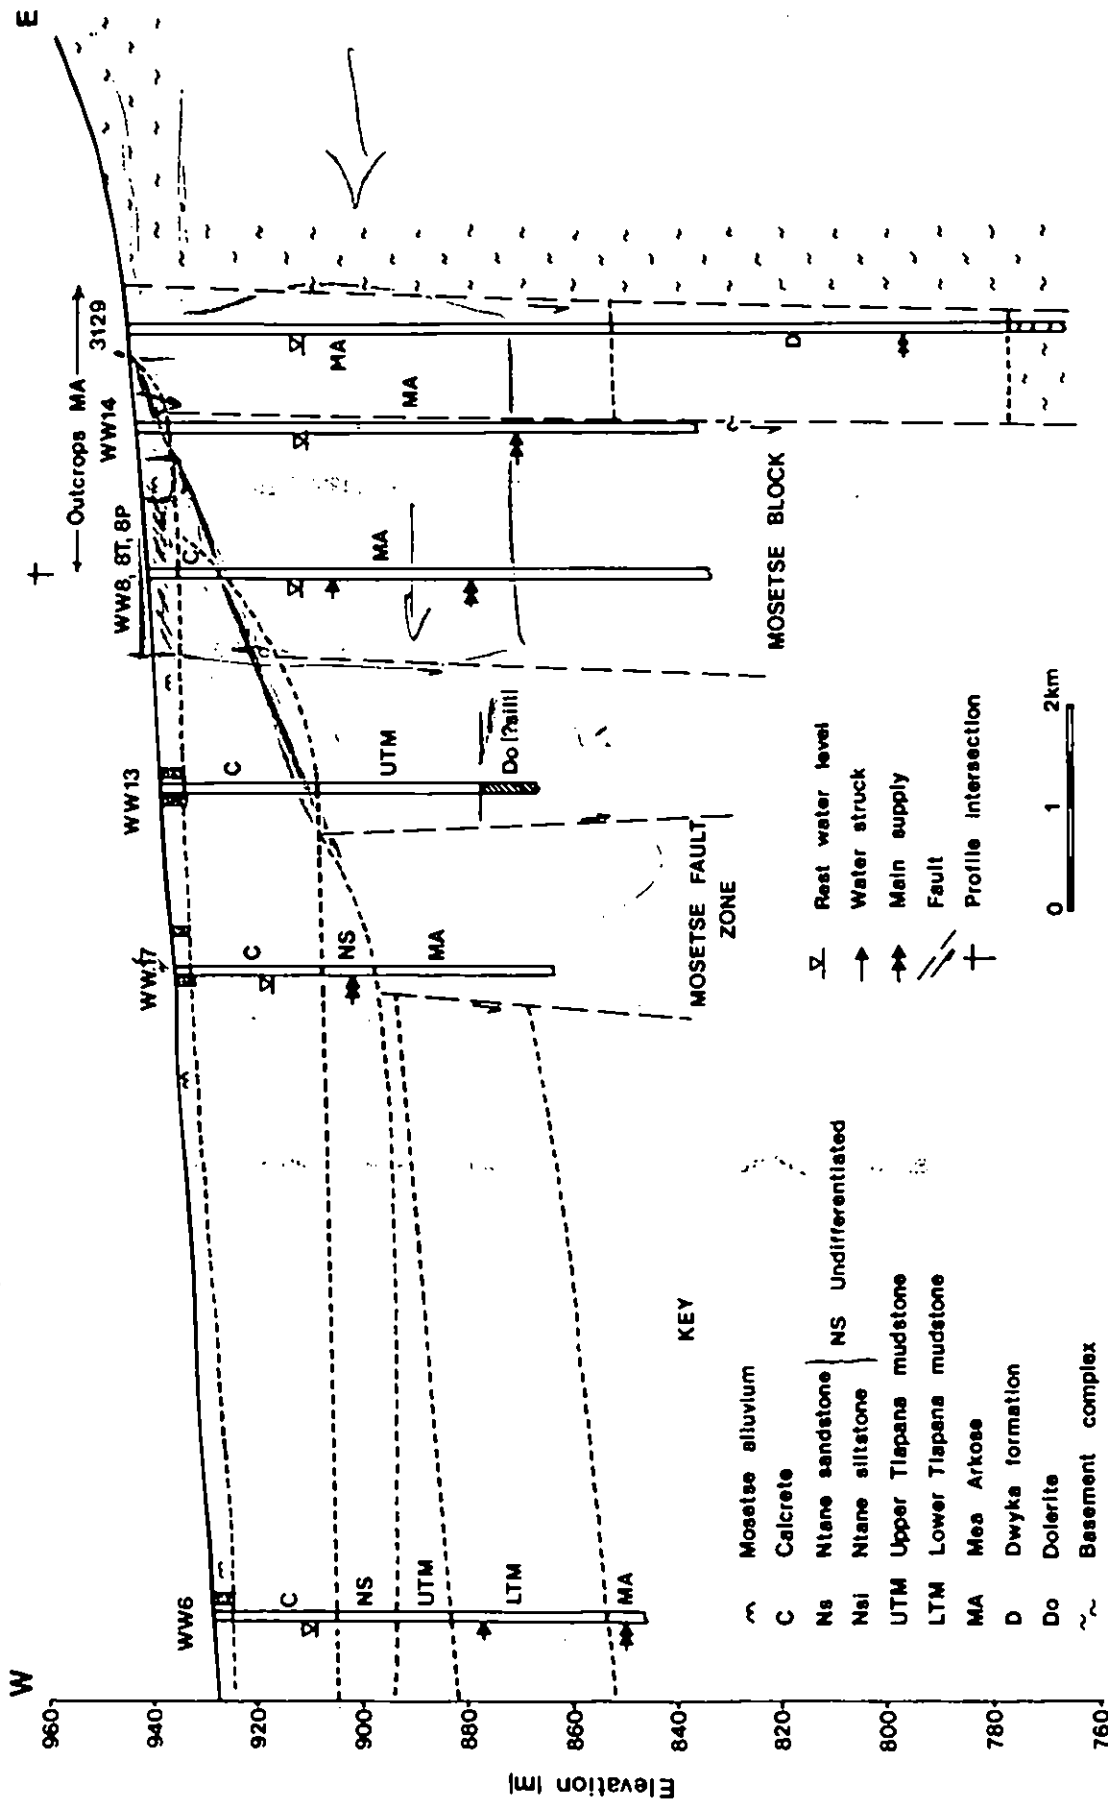 W
E
Outcrops MA
WW6
WW17
WW13
WW8, 8T, 8P
WW14
3129
960
940
920
900
880
860
840
820
800
780
760
Elevation (m)
C
NS
UTM
LTM
MA
C
NS
MA
C
UTM
Do (?sill)
C
MA
MA
MA
D
?
MOSETSE FAULT
ZONE
MOSETSE BLOCK
KEY
Mosetse alluvium
C Calcrete
Ns Ntane sandstone
Nsi Ntane siltstone
NS Undifferentiated
UTM Upper Tlapana mudstone
LTM Lower Tlapana mudstone
MA Mea Arkose
D Dwyka formation
Do Dolerite
Basement complex
Rest water level
Water struck
Main supply
Fault
Profile intersection
0 1 2km